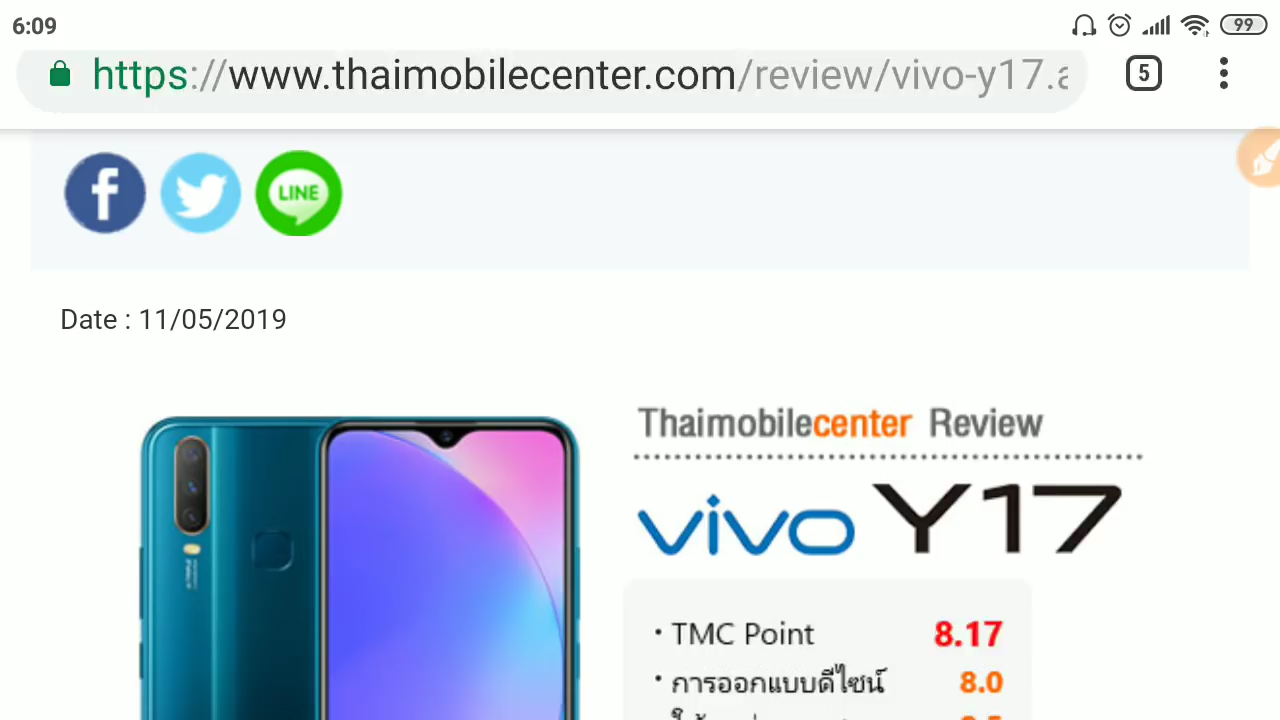 6:09
99
https://www.thaimobilecenter.com/review/vivo-y17.a
5
LINE
Date : 11/05/2019
Thaimobilecenter Review
vivo Y17
• TMC Point 8.17
• การออกแบบดีไซน์ 8.0